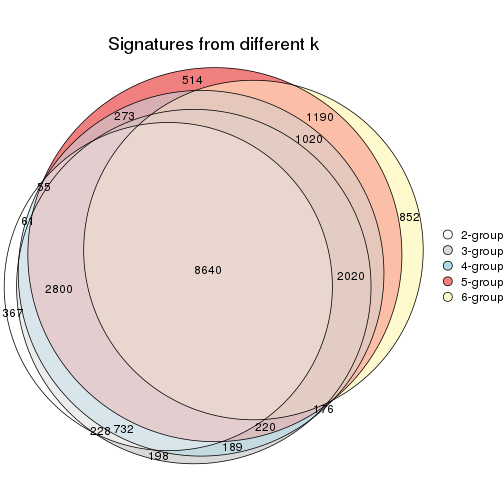 Signatures from different k
514
273
1190
1020
55
61
852
8640
2020
2800
367
176
220
228
732
189
198
2-group
3-group
4-group
5-group
6-group